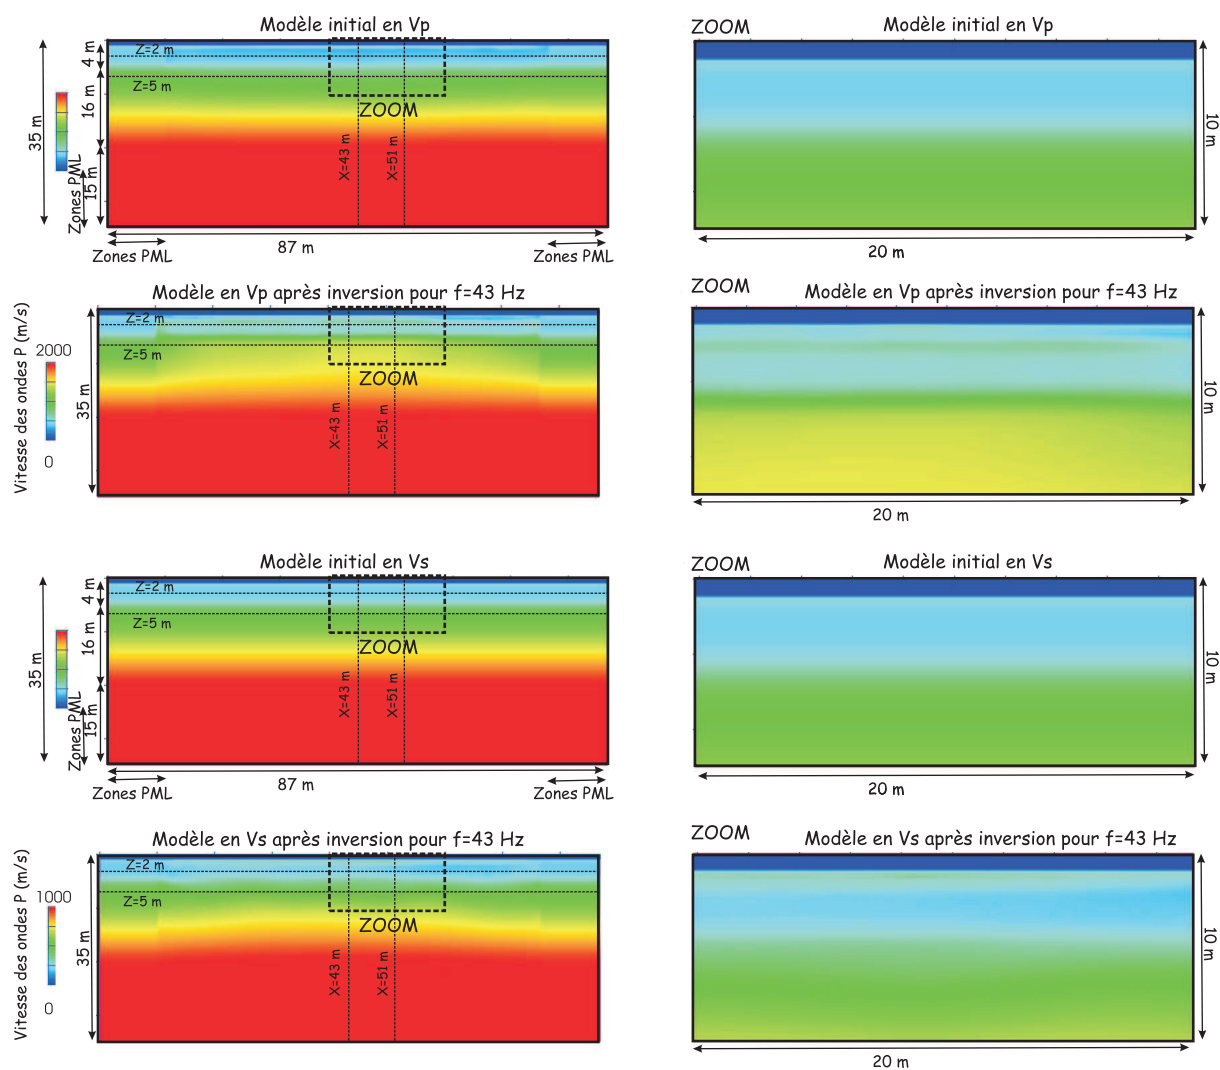 Modèle initial en Vp
Z=2 m
Z=5 m
ZOOM
X=43 m
X=51 m
4 m
16 m
15 m
35 m
Zones PML
87 m
Zones PML
Zones PML
ZOOM
Modèle initial en Vp
10 m
20 m
Modèle en Vp après inversion pour f=43 Hz
Vitesse des ondes P (m/s)
2000
0
35 m
Z=2 m
Z=5 m
ZOOM
X=43 m
X=51 m
ZOOM
Modèle en Vp après inversion pour f=43 Hz
10 m
20 m
Modèle initial en Vs
Z=2 m
Z=5 m
ZOOM
X=43 m
X=51 m
4 m
16 m
15 m
35 m
Zones PML
87 m
Zones PML
Zones PML
ZOOM
Modèle initial en Vs
10 m
20 m
Modèle en Vs après inversion pour f=43 Hz
Vitesse des ondes P (m/s)
1000
0
35 m
Z=2 m
Z=5 m
ZOOM
X=43 m
X=51 m
ZOOM
Modèle en Vs après inversion pour f=43 Hz
10 m
20 m